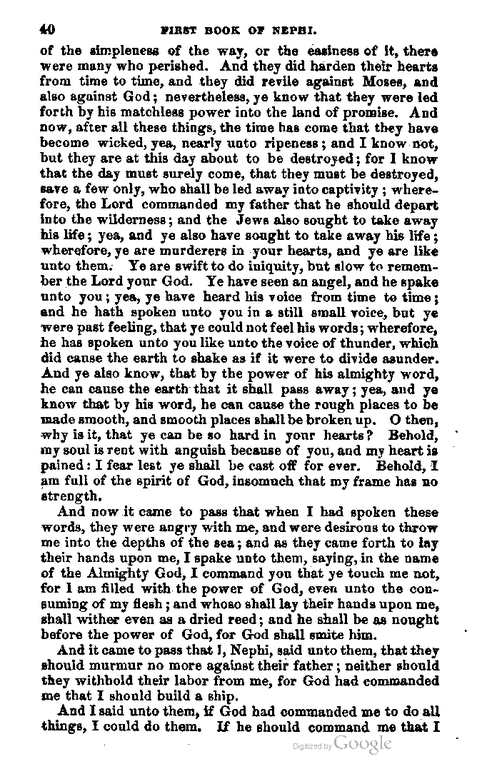 40 FIRST BOOK OF NEPHI.
of the simpleness of the way, or the easiness of it, there
were many who perished. And they did harden their hearts
from time to time, and they did revile against Moses, and
also against God; nevertheless, ye know that they were led
forth by his matchless power into the land of promise. And
now, after all these things, the time has come that they have
become wicked, yea, nearly unto ripeness; and I know not,
but they are at this day about to be destroyed; for I know
that the day must surely come, that they must be destroyed,
save a few only, who shall be led away into captivity; where-
fore, the Lord commanded my father that he should depart
into the wilderness; and the Jews also sought to take away
his life; yea, and ye also have sought to take away his life;
wherefore, ye are murderers in your hearts, and ye are like
unto them. Ye are swift to do iniquity, but slow to remem-
ber the Lord your God. Ye have seen an angel, and he spake
unto you; yea, ye have heard his voice from time to time;
and he hath spoken unto you in a still small voice, but ye
were past feeling, that ye could not feel his words; wherefore,
he has spoken unto you like unto the voice of thunder, which
did cause the earth to shake as if it were to divide asunder.
And ye also know, that by the power of his almighty word,
he can cause the earth that it shall pass away; yea, and ye
know that by his word, he can cause the rough places to be
made smooth, and smooth places shall be broken up. O then,
why is it, that ye can be so hard in your hearts? Behold,
my soul is rent with anguish because of you, and my heart is
pained: I fear lest ye shall be cast off for ever. Behold, I
am full of the spirit of God, insomuch that my frame has no
strength.
And now it came to pass that when I had spoken these
words, they were angry with me, and were desirous to throw
me into the depths of the sea; and as they came forth to lay
their hands upon me, I spake unto them, saying, in the name
of the Almighty God, I command you that ye touch me not,
for I am filled with the power of God, even unto the con-
suming of my flesh; and whoso shall lay their hands upon me,
shall wither even as a dried reed; and he shall be as nought
before the power of God, for God shall smite him.
And it came to pass that I, Nephi, said unto them, that they
should murmur no more against their father; neither should
they withhold their labor from me, for God had commanded
me that I should build a ship.
And I said unto them, if God had commanded me to do all
things, I could do them. If he should command me that I
Digitized by Google